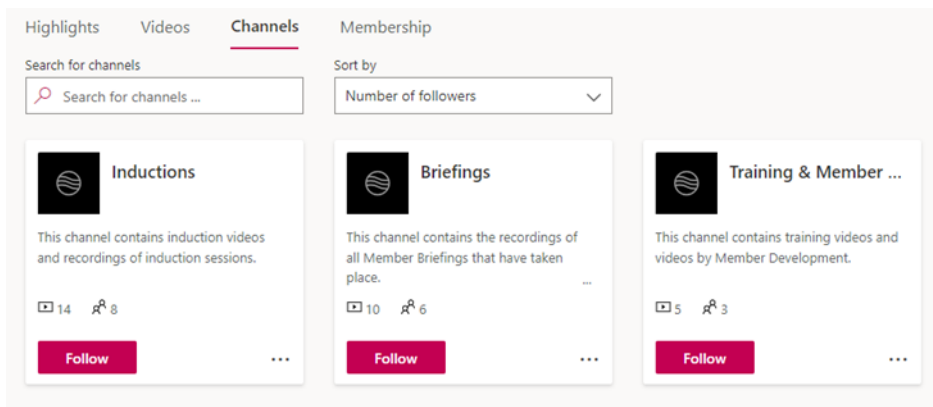 Highlights Videos Channels Membership
Search for channels Sort by
Search for channels ... Number of followers
Inductions
This channel contains induction videos
and recordings of induction sessions.
14 8
Follow ...
Briefings
This channel contains the recordings of
all Member Briefings that have taken
place. ...
10 6
Follow ...
Training & Member ...
This channel contains training videos and
videos by Member Development.
5 3
Follow ...